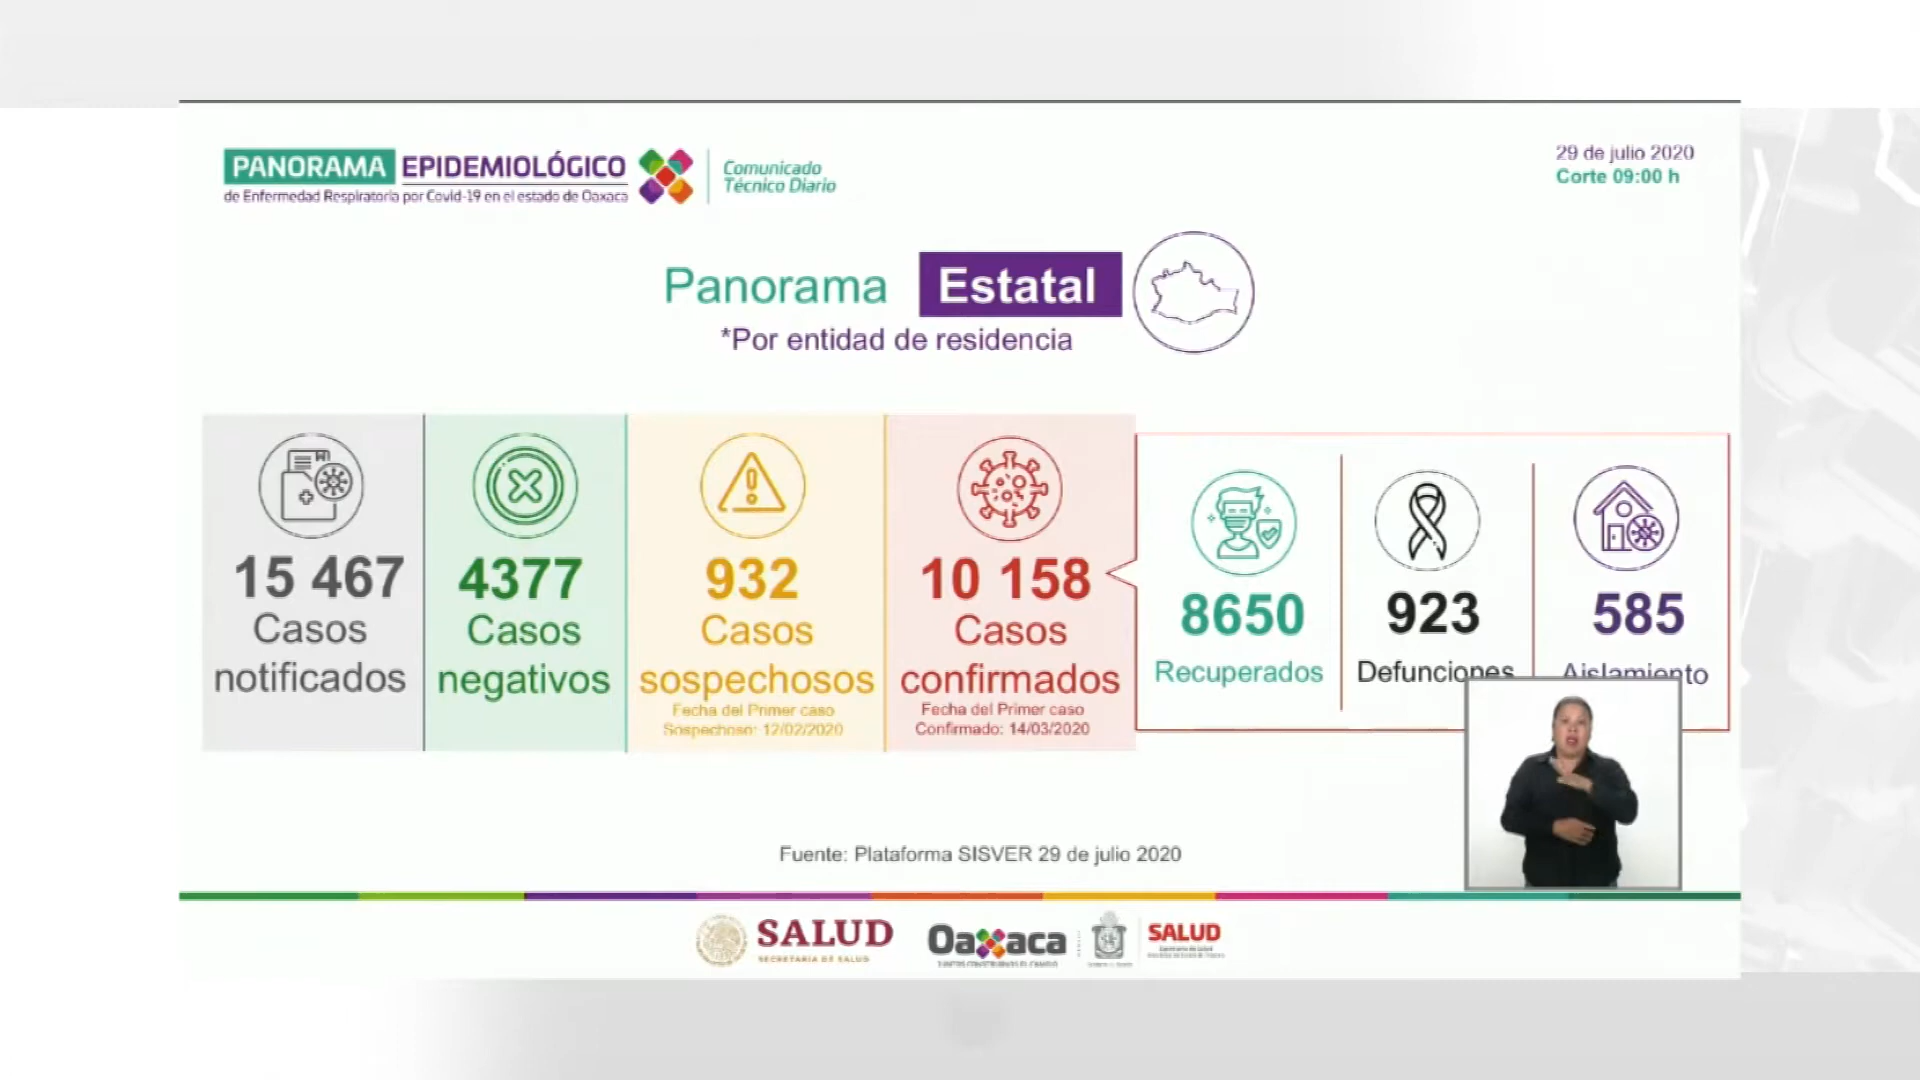 PANORAMA EPIDEMIOLÓGICO
de Enfermedad Respiratoria por Covid-19 en el estado de Oaxaca
Comunicado
Técnico Diario
29 de julio 2020
Corte 09:00 h
Panorama Estatal
*Por entidad de residencia
15 467
Casos
notificados
4377
Casos
negativos
932
Casos
sospechosos
Fecha del Primer caso
Sospechoso: 12/02/2020
10 158
Casos
confirmados
Fecha del Primer caso
Confirmado: 14/03/2020
8650
Recuperados
923
Defunciones
585
Aislamiento
Fuente: Plataforma SISVER 29 de julio 2020
SALUD
SECRETARÍA DE SALUD
Oaxaca
JUNTOS CONSTRUIMOS EL CAMBIO
SALUD